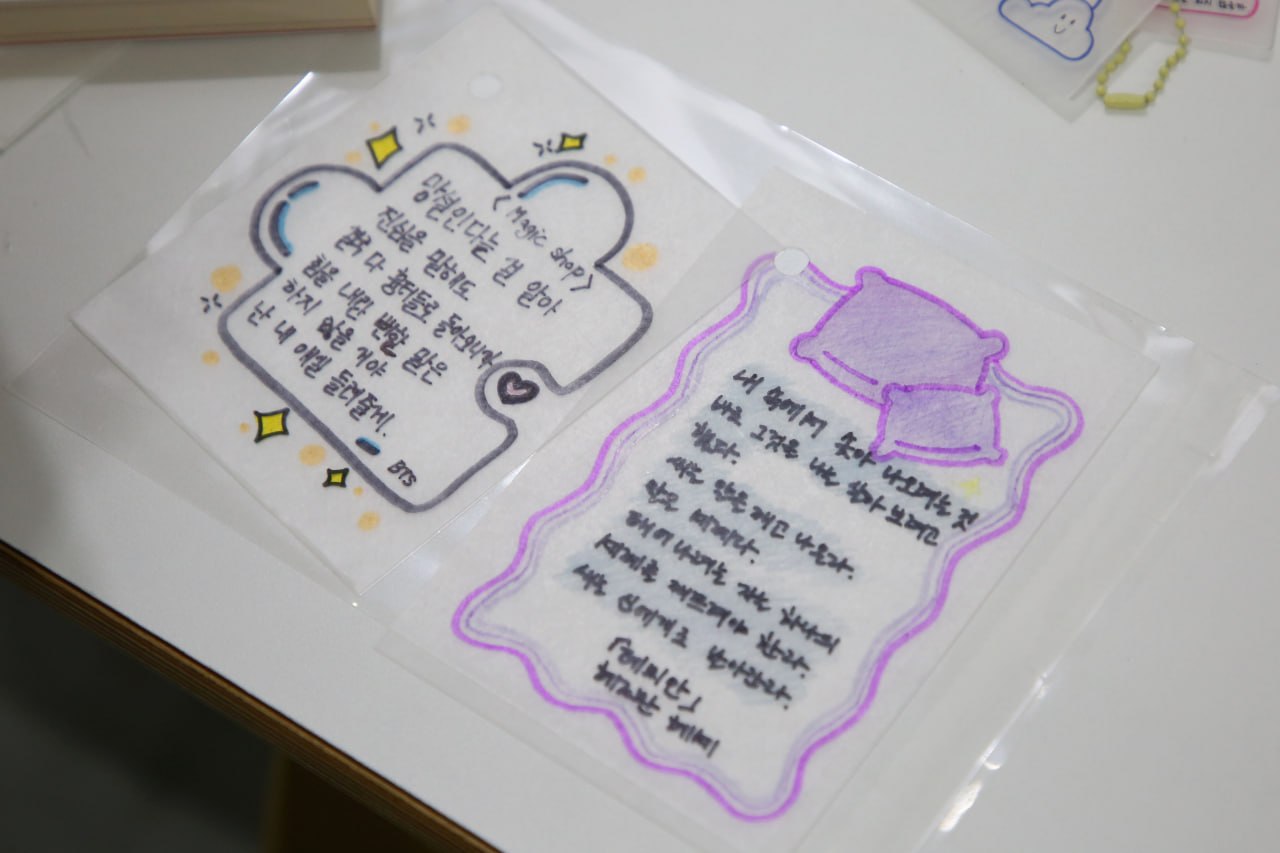 <Magic shop>
망설인다는 걸 알아
진심을 말해도
결국 다 흉터들로 돌아오니까
힘을 내란 뻔한 말은
하지 않을 거야
난 내 얘길 들려줄게.
BTS
내 속에서 솟아 나오려는 것
바로 그것을 나는 살아 보려고
했다.
새는 알을 깨고 나온다.
알은 세계다.
태어나려는 자는 하나의
세계를 깨뜨려야 한다.
새는 신에게로 날아간다.
「데미안」
헤르만 헤세